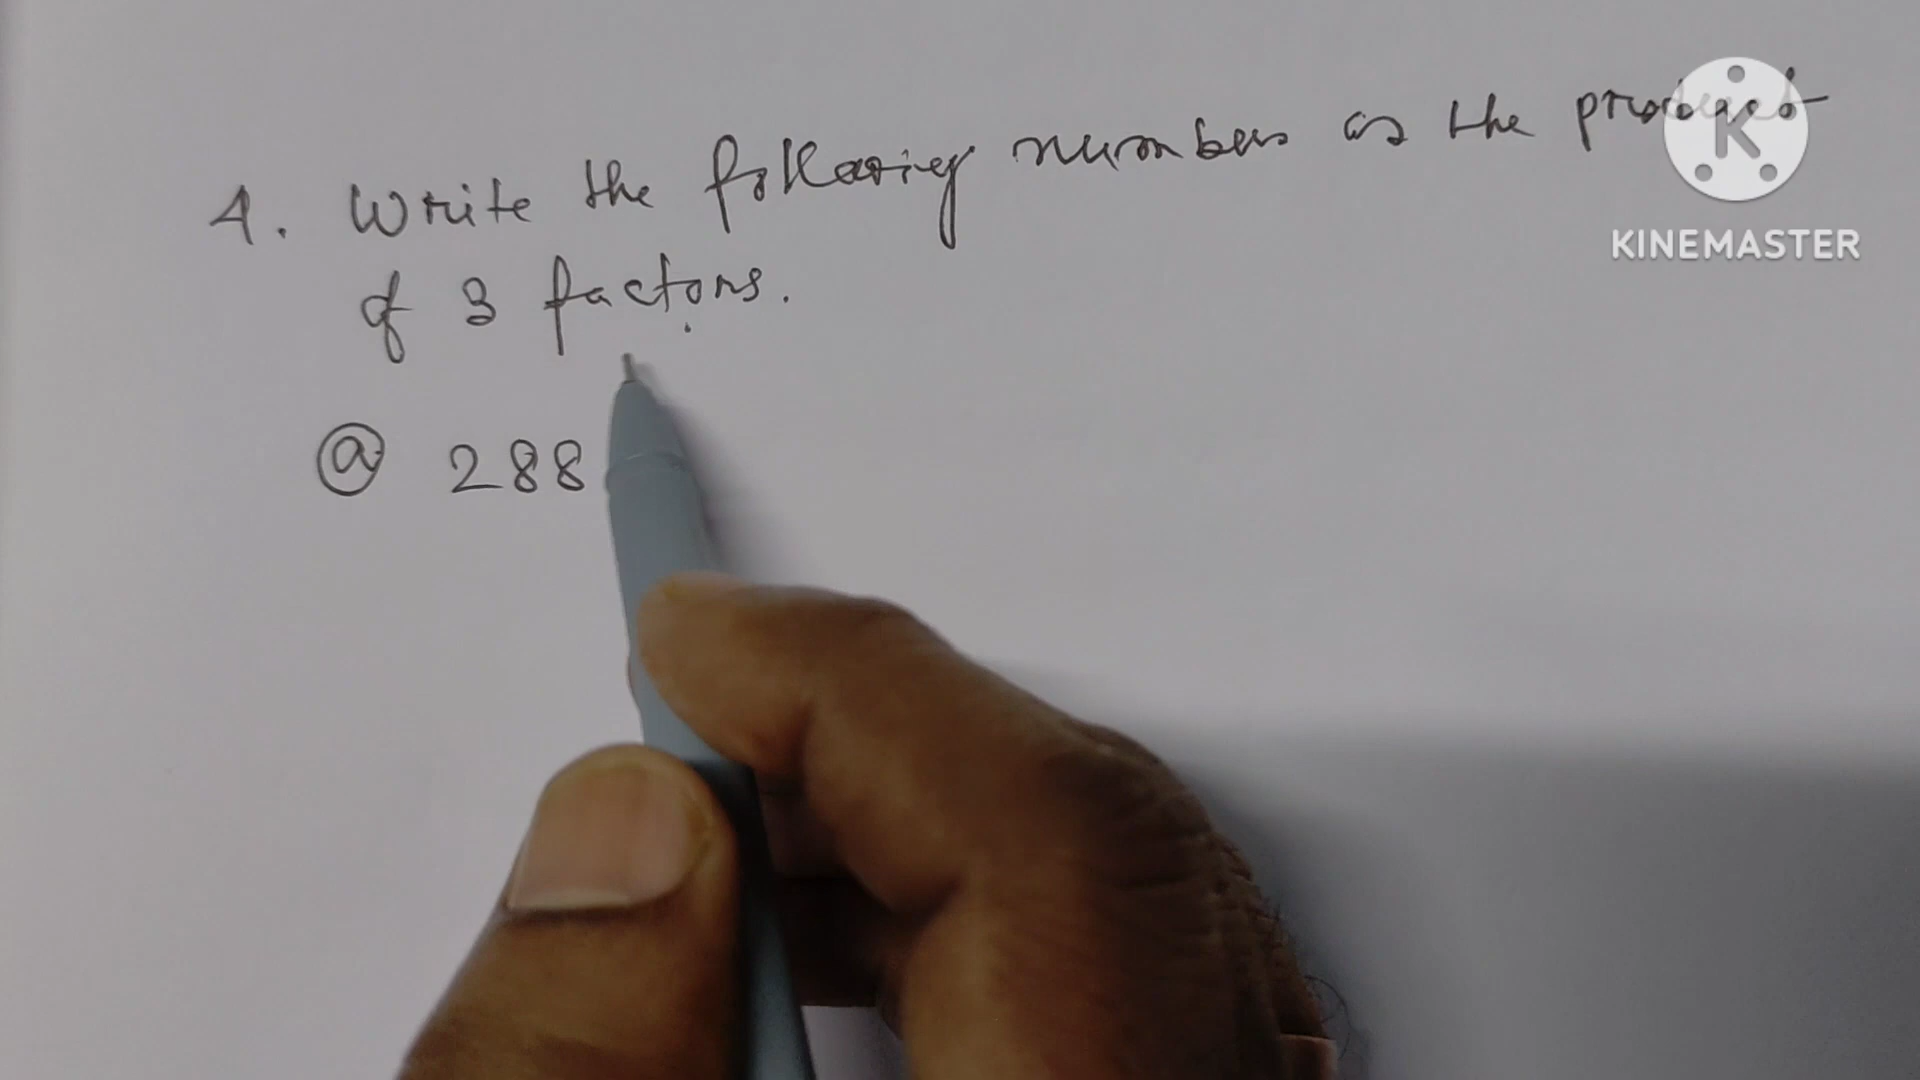 4. Write the following numbers as the product
of 3 factors.
ⓐ 288
K
KINEMASTER